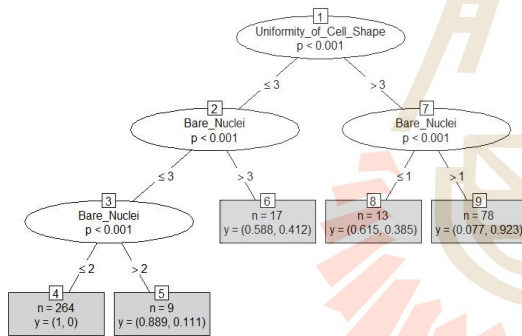 1
Uniformity_of_Cell_Shape
p < 0.001
≤ 3
> 3
2
Bare_Nuclei
p < 0.001
7
Bare_Nuclei
p < 0.001
≤ 3
> 3
≤ 1
> 1
3
Bare_Nuclei
p < 0.001
6
n = 17
y = (0.588, 0.412)
8
n = 13
y = (0.615, 0.385)
9
n = 78
y = (0.077, 0.923)
≤ 2
> 2
4
n = 264
y = (1, 0)
5
n = 9
y = (0.889, 0.111)